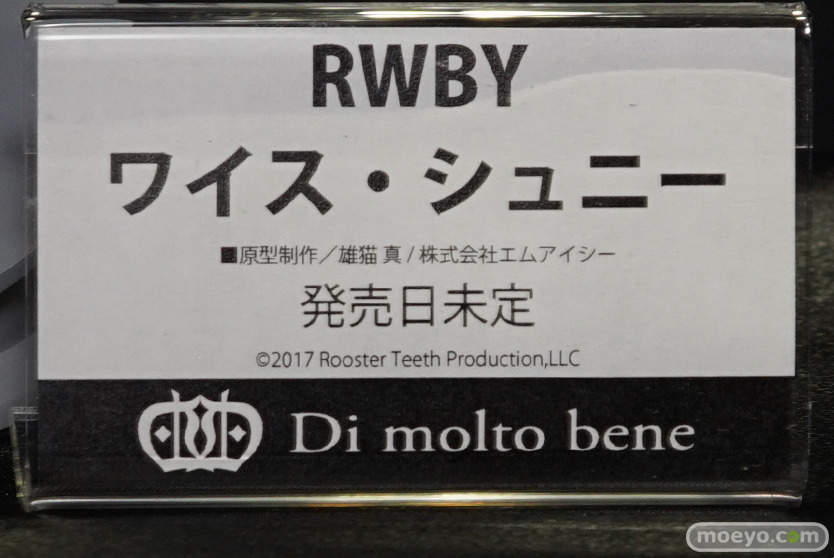 RWBY
ワイス・シュニー
■原型制作／雄猫 真 / 株式会社エムアイシー
発売日未定
©2017 Rooster Teeth Production,LLC
Di molto bene
moeyo.com